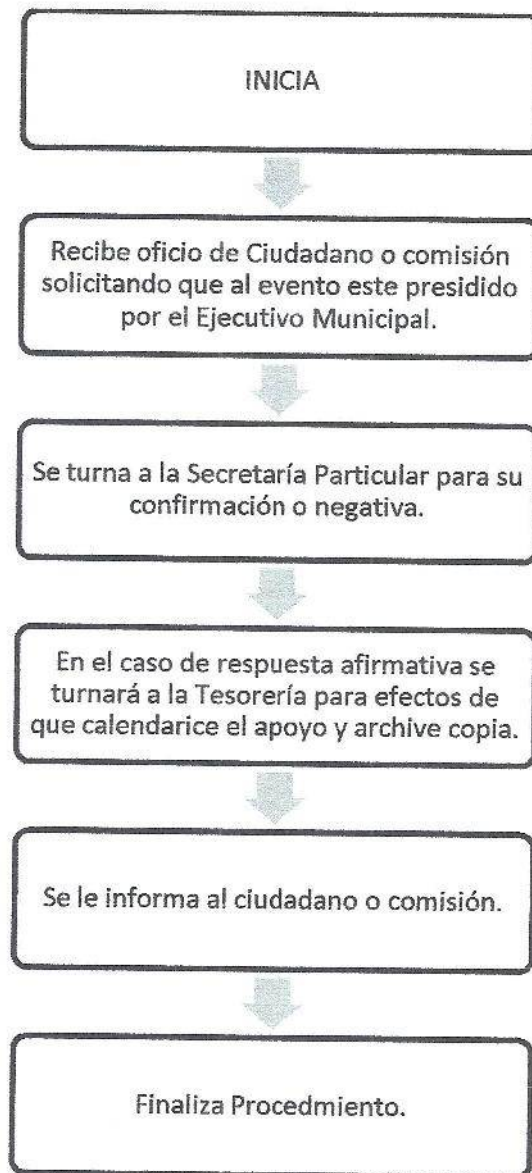 INICIA
Recibe oficio de Ciudadano o comisión
solicitando que al evento este presidido
por el Ejecutivo Municipal.
Se turna a la Secretaría Particular para su
confirmación o negativa.
En el caso de respuesta afirmativa se
turnará a la Tesorería para efectos de
que calendarice el apoyo y archive copia.
Se le informa al ciudadano o comisión.
Finaliza Procedmiento.